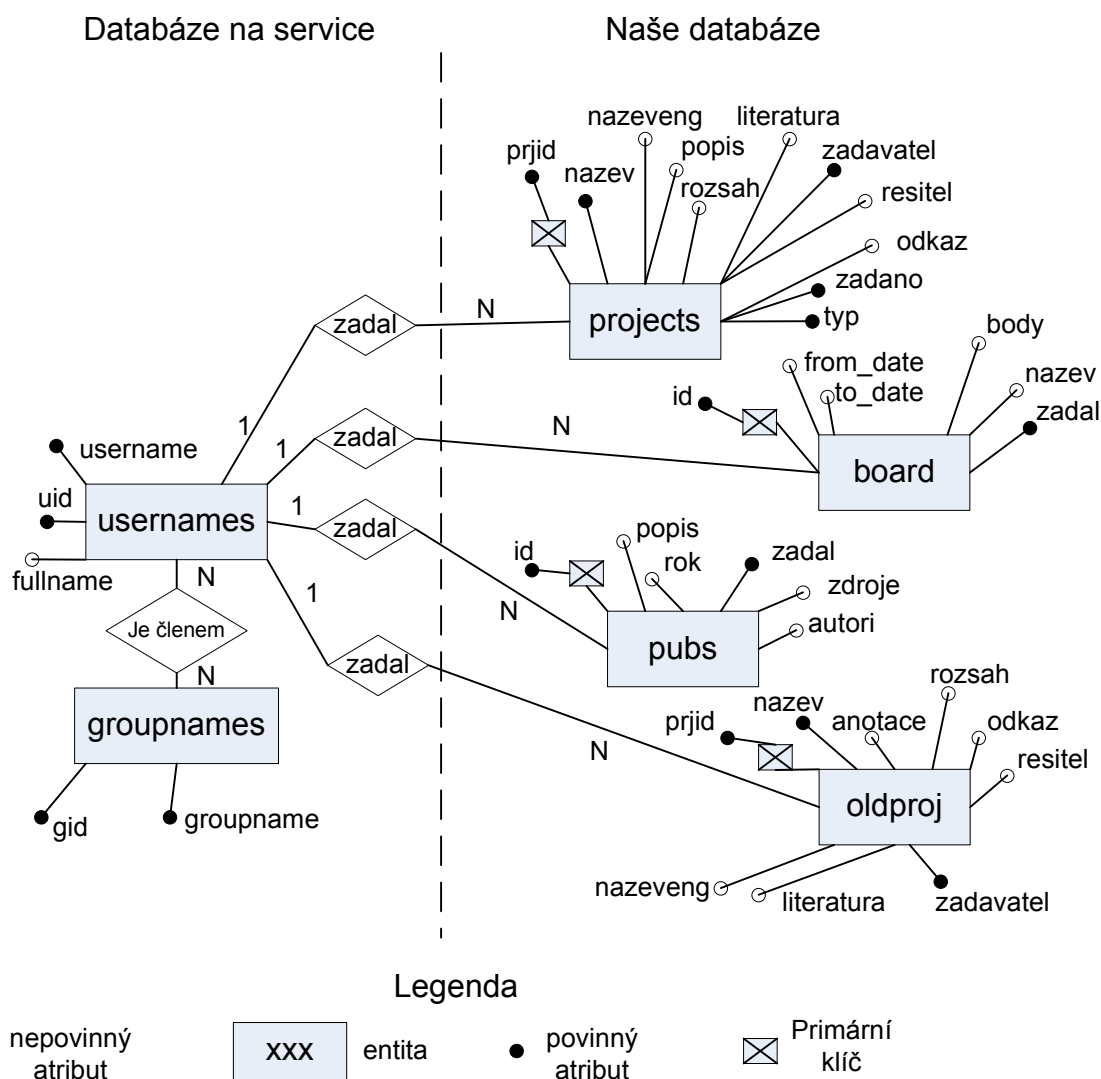 Databáze na service
Naše databáze
nazeveng
literatura
prjid
popis
zadavatel
nazev
rozsah
resitel
odkaz
zadano
typ
projects
zadal
N
1
body
from_date
nazev
to_date
id
zadal
board
zadal
N
1
username
uid
usernames
fullname
zadal
1
N
popis
id
rok
zadal
zdroje
autori
pubs
N
Je členem
N
groupnames
gid
groupname
1
zadal
N
rozsah
nazev
prjid
anotace
odkaz
resitel
oldproj
nazeveng
literatura
zadavatel
Legenda
nepovinný
atribut
xxx
entita
povinný
atribut
Primární
klíč